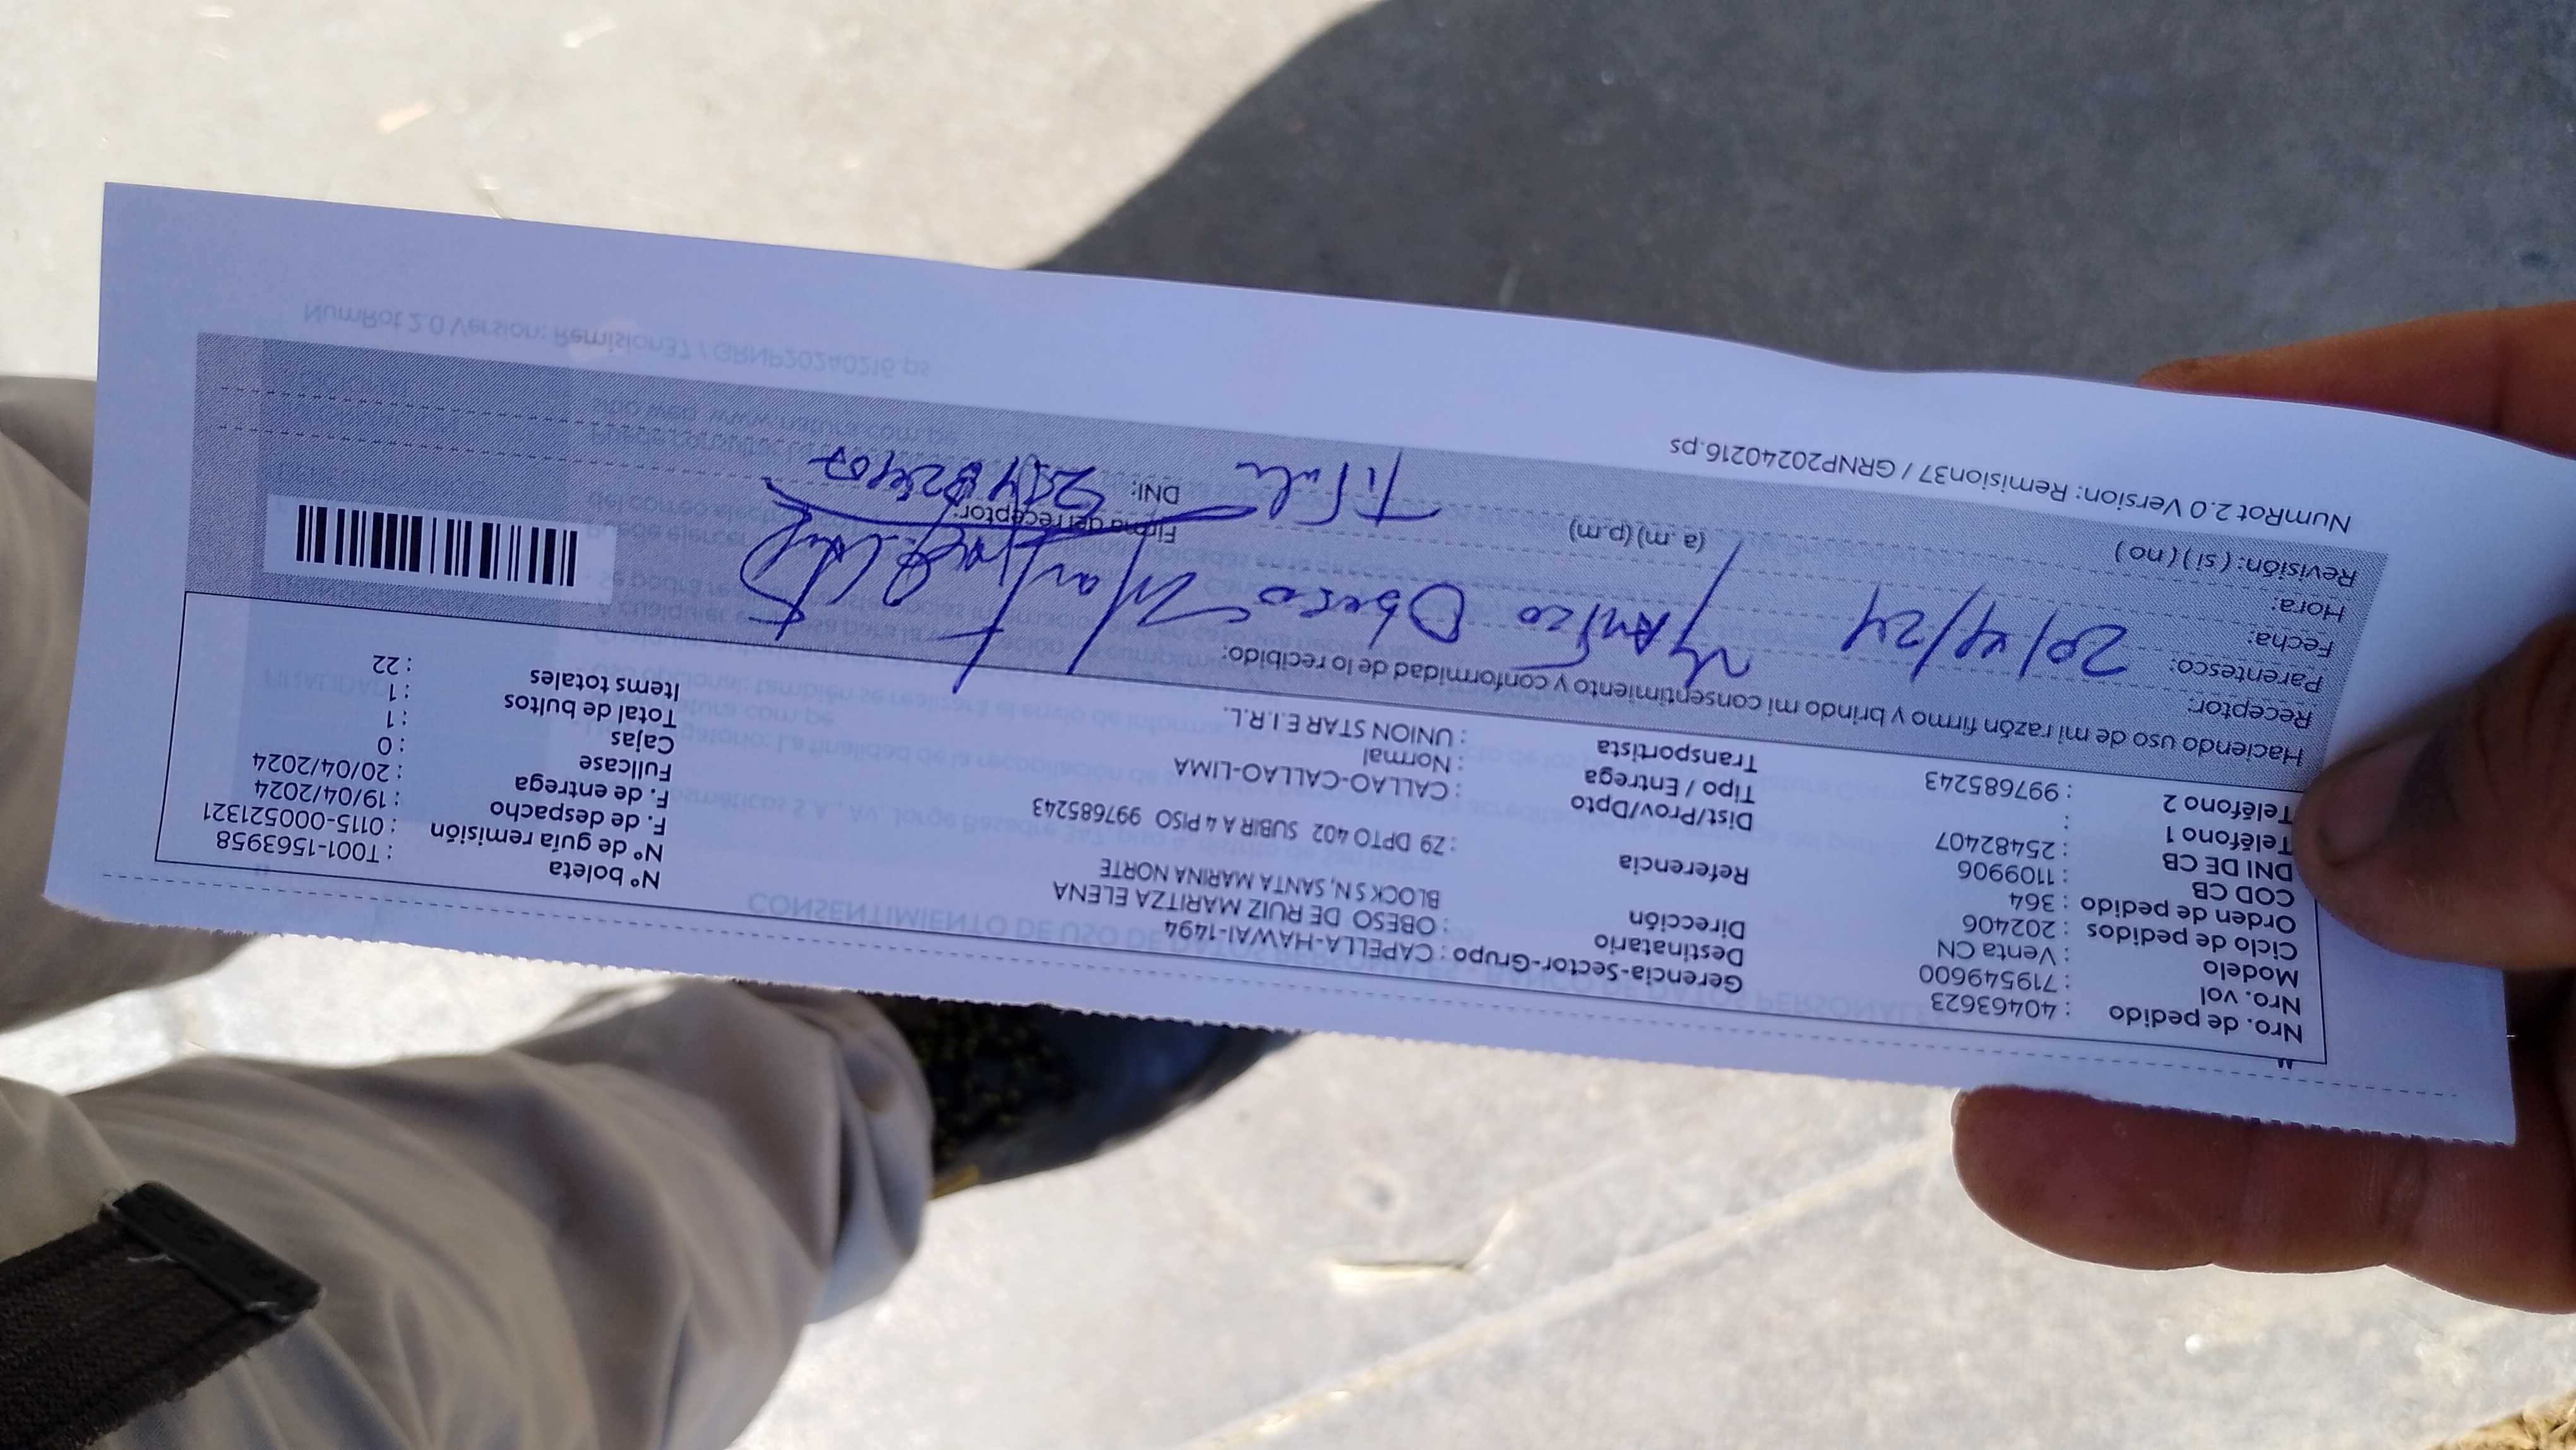 Nro. de pedido : 40463623
Nro. vol : 719549600
Modelo : Venta CN
Ciclo de pedidos : 202406
Orden de pedido : 364
COD CB : 1109906
DNI DE CB : 25482407
Teléfono 1 :
Teléfono 2 : 997685243
Gerencia-Sector-Grupo : CAPELLA-HAWAI-1494
Destinatario : OBESO DE RUIZ MARITZA ELENA
Dirección BLOCK S N, SANTA MARINA NORTE
Referencia : Z9 DPTO 402 SUBIR A 4 PISO 997685243
Dist/Prov/Dpto : CALLAO-CALLAO-LIMA
Tipo / Entrega : Normal
Transportista : UNION STAR E.I.R.L.
Nº boleta : T001-1563958
Nº de guía remisión : 0115-000521321
F. de despacho : 19/04/2024
F. de entrega : 20/04/2024
Fullcase : 0
Cajas : 1
Total de bultos : 1
Items totales : 22
Haciendo uso de mi razón firmo y brindo mi consentimiento y conformidad de lo recibido:
Receptor:
Parentesco:
Fecha: 20/4/24
Hora: (a.m) (p.m)
Revisión: ( si ) ( no )
Obeso
Firma del receptor:
DNI:
NumRot 2.0 Version: Remision37 / GRNP20240216.ps